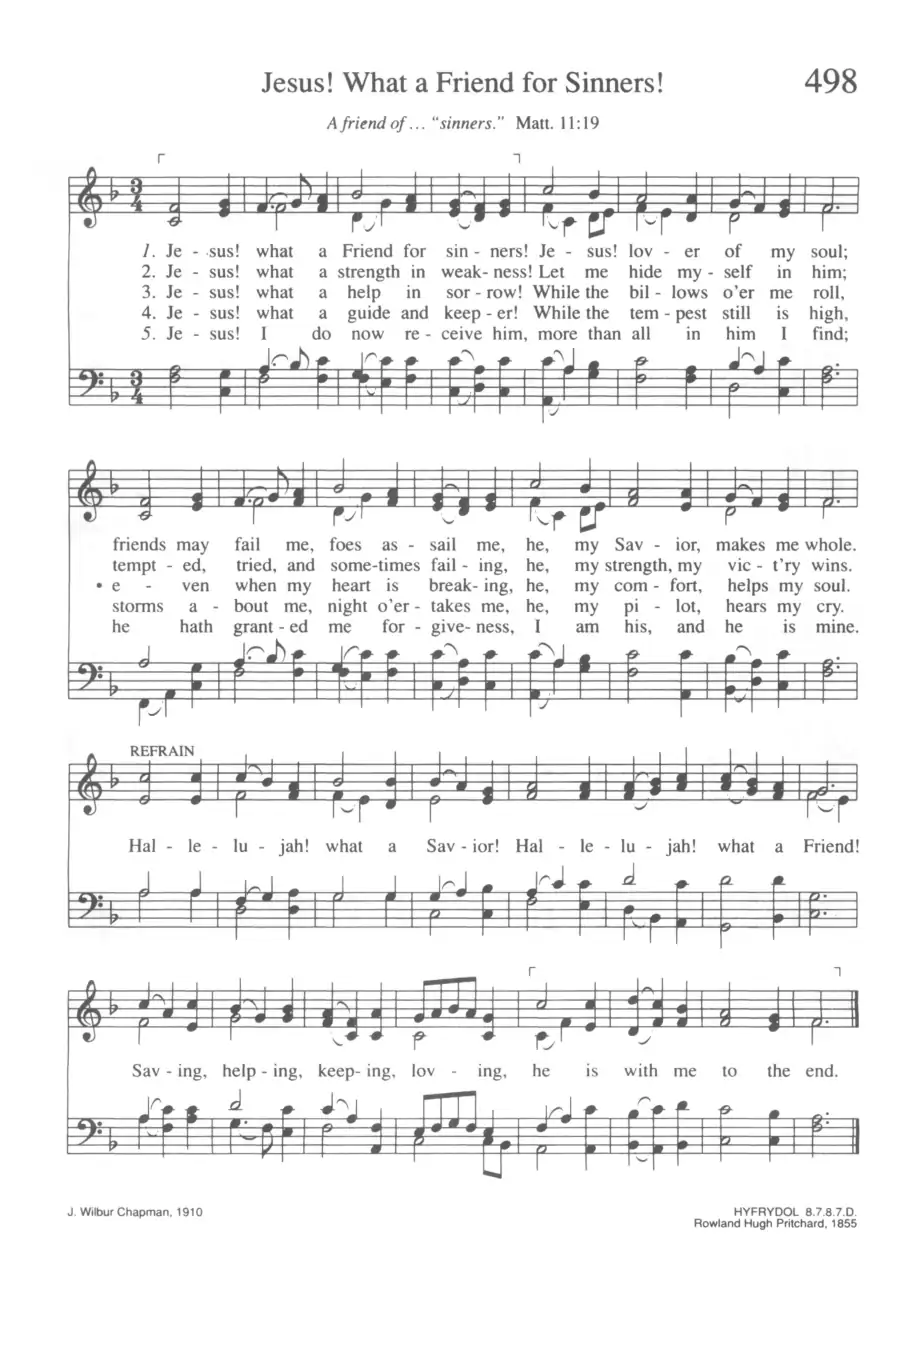 Jesus! What a Friend for Sinners! 498
A friend of... "sinners." Matt. 11:19
1. Je - sus! what a Friend for sin - ners! Je - sus! lov - er of my soul;
2. Je - sus! what a strength in weak- ness! Let me hide my - self in him;
3. Je - sus! what a help in sor - row! While the bil - lows o'er me roll,
4. Je - sus! what a guide and keep - er! While the tem - pest still is high,
5. Je - sus! I do now re - ceive him, more than all in him I find;
friends may fail me, foes as - sail me, he, my Sav - ior, makes me whole.
tempt - ed, tried, and some-times fail - ing, he, my strength, my vic - t'ry wins.
• e - ven when my heart is break- ing, he, my com - fort, helps my soul.
storms a - bout me, night o'er - takes me, he, my pi - lot, hears my cry.
he hath grant - ed me for - give- ness, I am his, and he is mine.
REFRAIN
Hal - le - lu - jah! what a Sav - ior! Hal - le - lu - jah! what a Friend!
Sav - ing, help - ing, keep- ing, lov - ing, he is with me to the end.
J. Wilbur Chapman, 1910
HYFRYDOL 8.7.8.7.D.
Rowland Hugh Pritchard, 1855